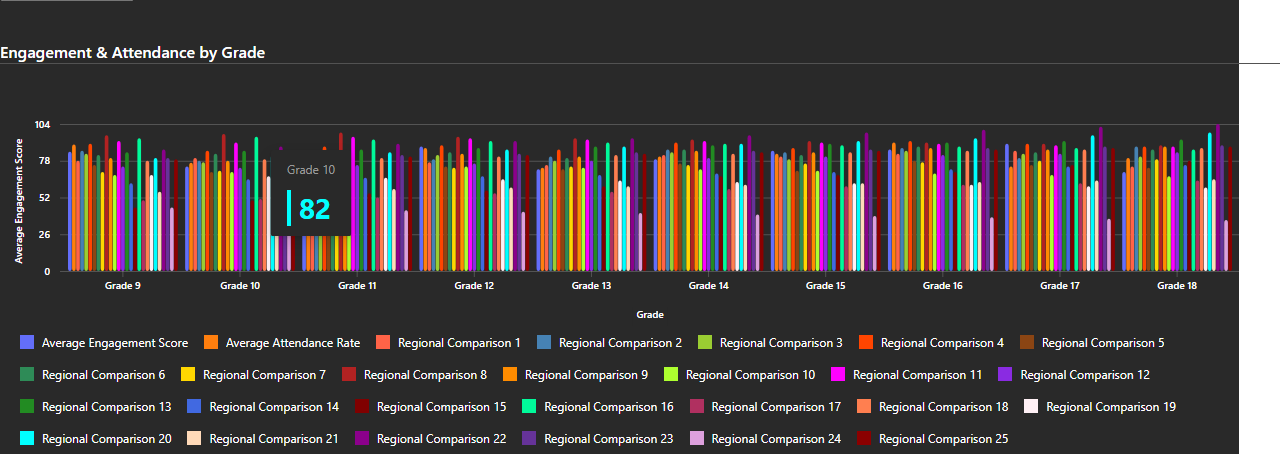 Engagement & Attendance by Grade
Average Engagement Score
104
78
52
26
0
Grade 10
82
Grade 9 Grade 10 Grade 11 Grade 12 Grade 13 Grade 14 Grade 15 Grade 16 Grade 17 Grade 18
Grade
Average Engagement Score Average Attendance Rate Regional Comparison 1 Regional Comparison 2 Regional Comparison 3 Regional Comparison 4 Regional Comparison 5
Regional Comparison 6 Regional Comparison 7 Regional Comparison 8 Regional Comparison 9 Regional Comparison 10 Regional Comparison 11 Regional Comparison 12
Regional Comparison 13 Regional Comparison 14 Regional Comparison 15 Regional Comparison 16 Regional Comparison 17 Regional Comparison 18 Regional Comparison 19
Regional Comparison 20 Regional Comparison 21 Regional Comparison 22 Regional Comparison 23 Regional Comparison 24 Regional Comparison 25